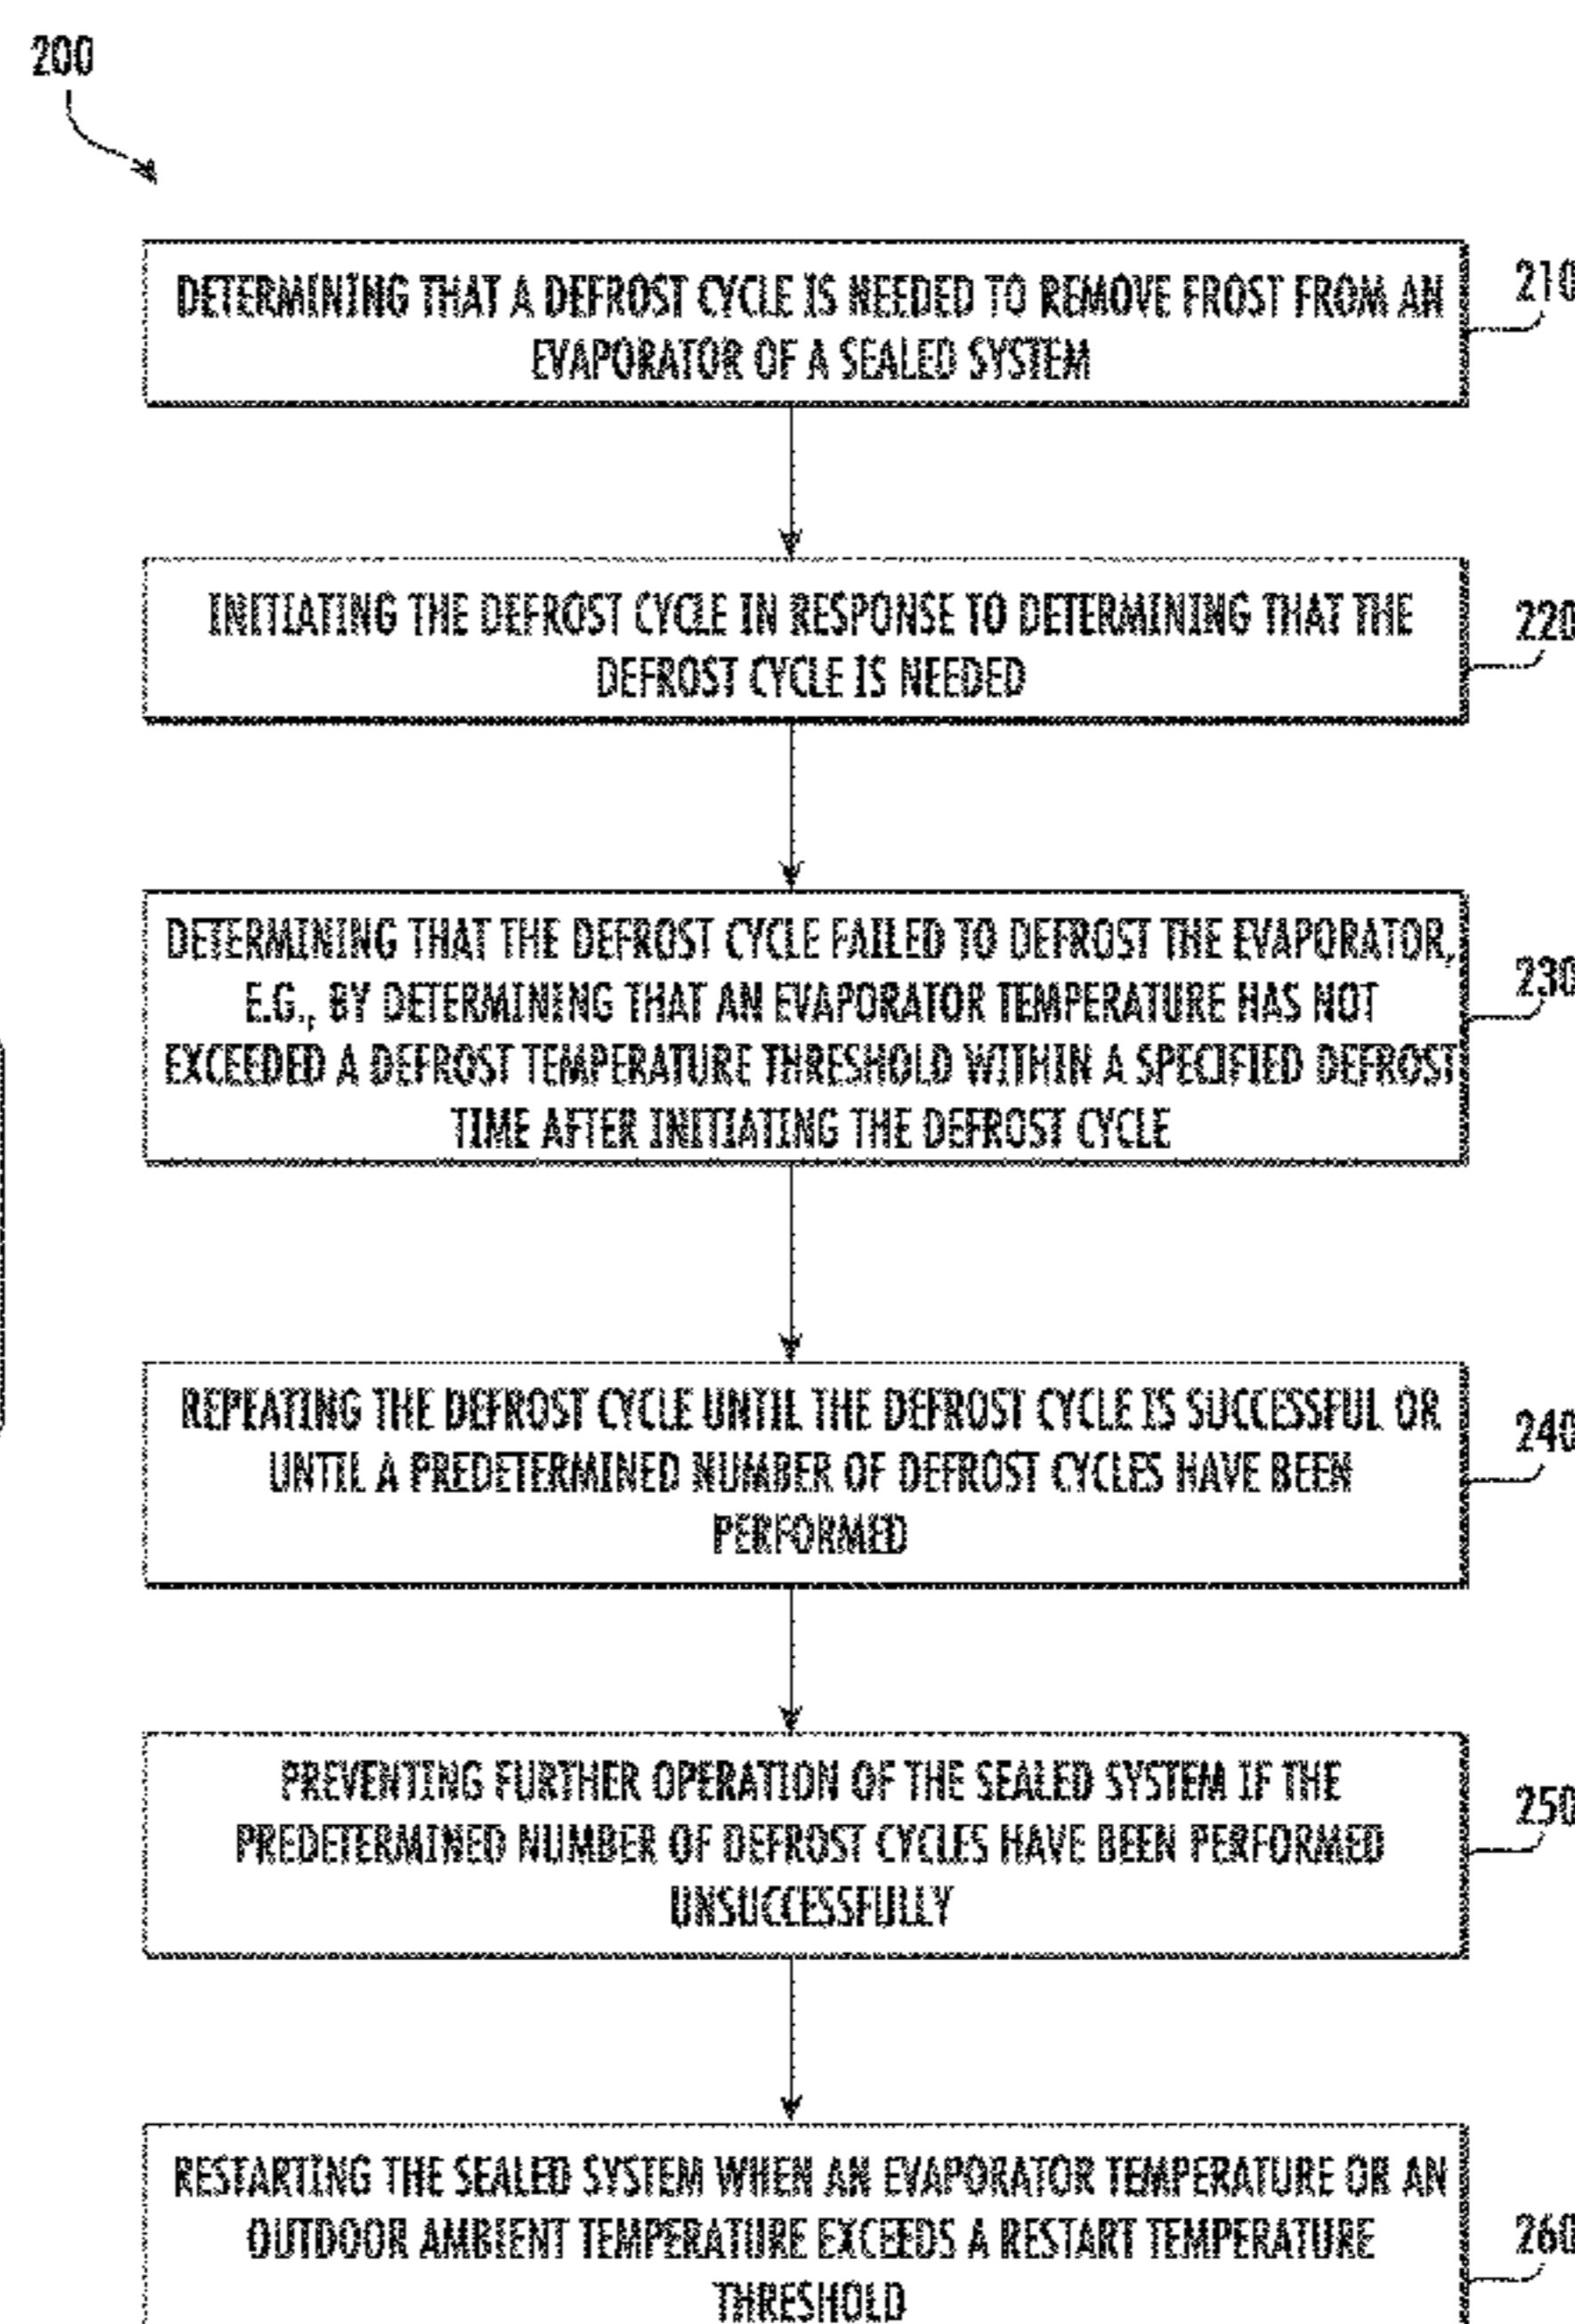 200
DETERMINING THAT A DEFROST CYCLE IS NEEDED TO REMOVE FROST FROM AN
EVAPORATOR OF A SEALED SYSTEM
210
INITIATING THE DEFROST CYCLE IN RESPONSE TO DETERMINING THAT THE
DEFROST CYCLE IS NEEDED
220
DETERMINING THAT THE DEFROST CYCLE FAILED TO DEFROST THE EVAPORATOR,
E.G., BY DETERMINING THAT AN EVAPORATOR TEMPERATURE HAS NOT
EXCEEDED A DEFROST TEMPERATURE THRESHOLD WITHIN A SPECIFIED DEFROST
TIME AFTER INITIATING THE DEFROST CYCLE
230
REPEATING THE DEFROST CYCLE UNTIL THE DEFROST CYCLE IS SUCCESSFUL OR
UNTIL A PREDETERMINED NUMBER OF DEFROST CYCLES HAVE BEEN
PERFORMED
240
PREVENTING FURTHER OPERATION OF THE SEALED SYSTEM IF THE
PREDETERMINED NUMBER OF DEFROST CYCLES HAVE BEEN PERFORMED
UNSUCCESSFULLY
250
RESTARTING THE SEALED SYSTEM WHEN AN EVAPORATOR TEMPERATURE OR AN
OUTDOOR AMBIENT TEMPERATURE EXCEEDS A RESTART TEMPERATURE
THRESHOLD
260